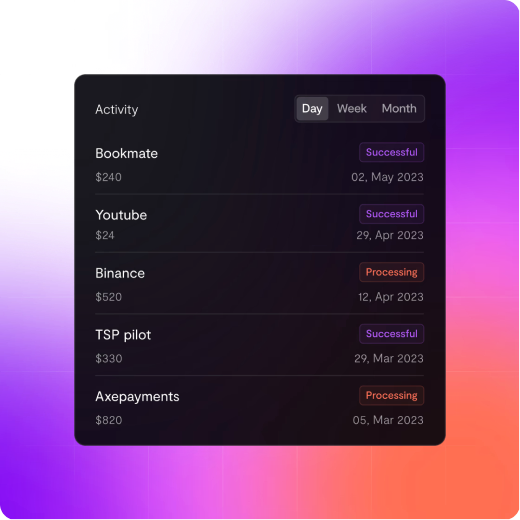 Activity Day Week Month
Bookmate Successful
$240 02, May 2023
Youtube Successful
$24 29, Apr 2023
Binance Processing
$520 12, Apr 2023
TSP pilot Successful
$330 29, Mar 2023
Axepayments Processing
$820 05, Mar 2023